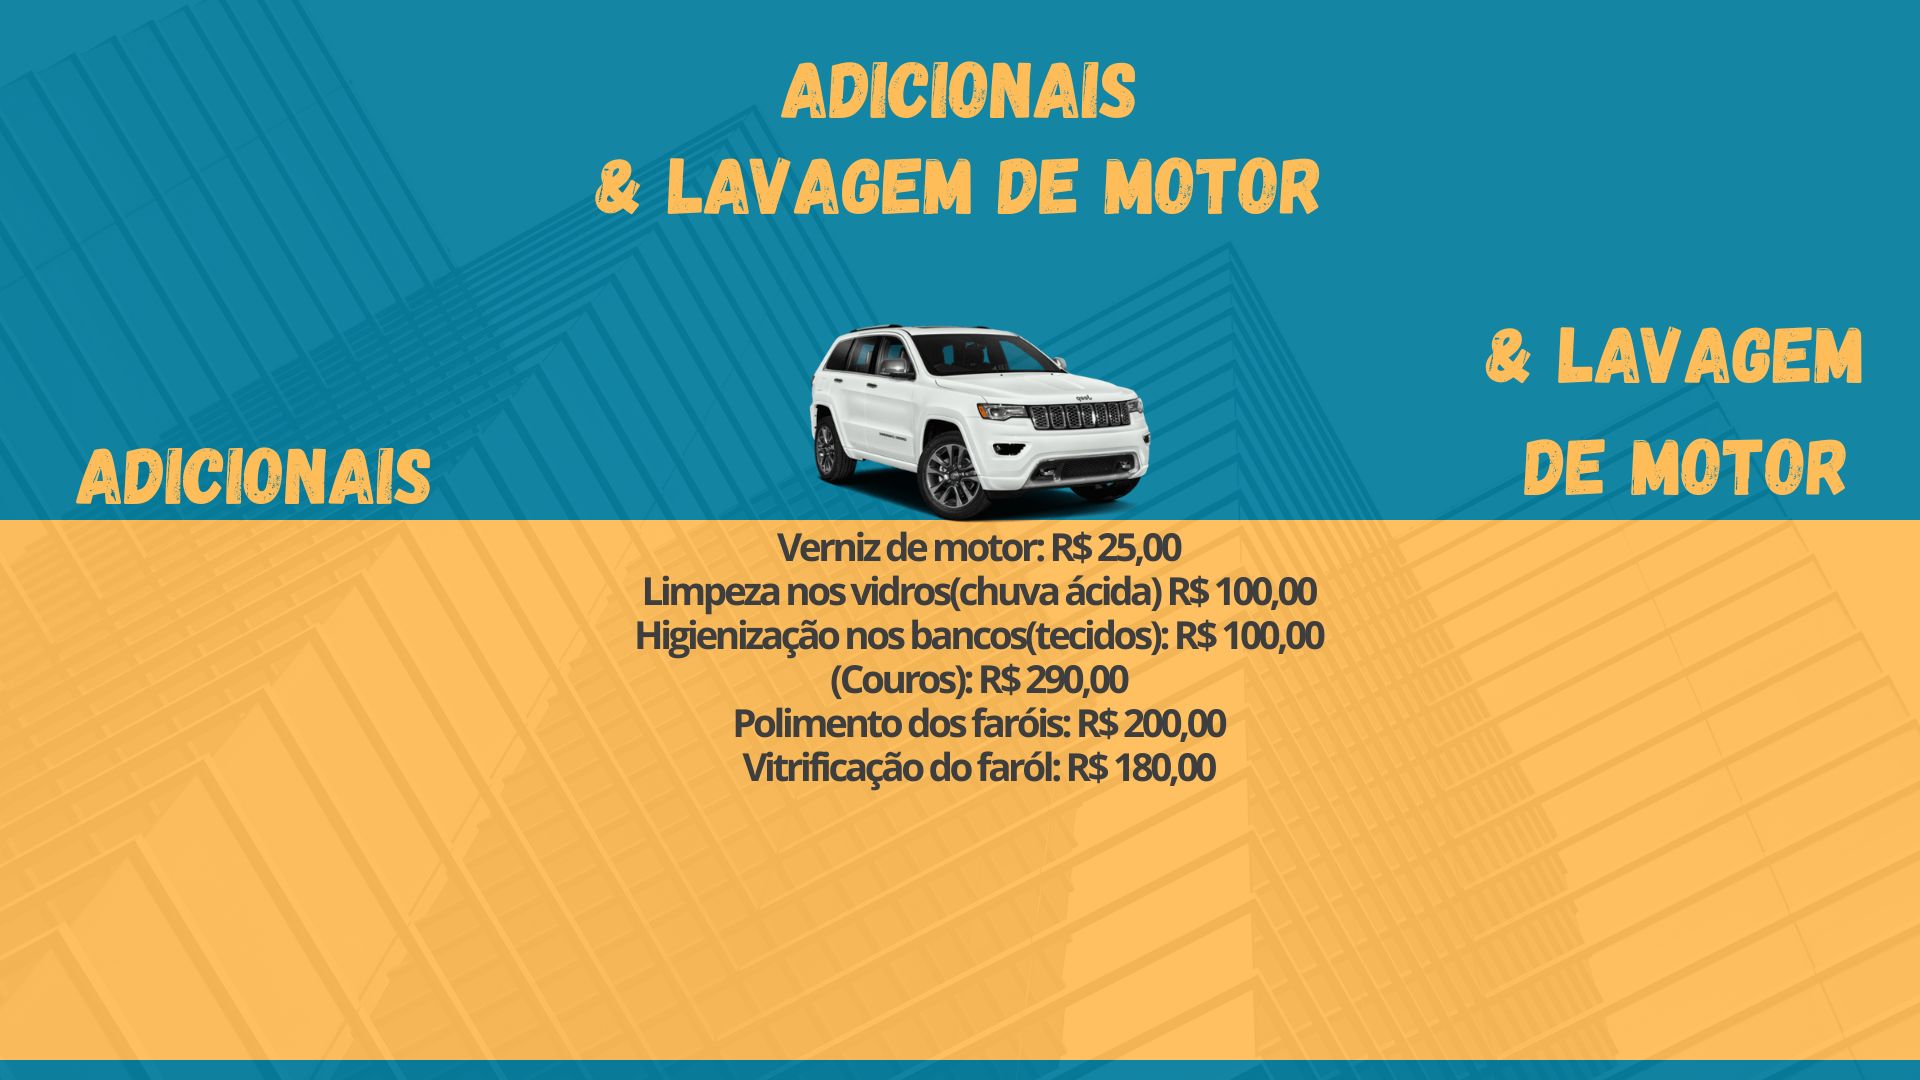 ADICIONAIS
& LAVAGEM DE MOTOR
& LAVAGEM
DE MOTOR
ADICIONAIS
Jeep
Verniz de motor: R$ 25,00
Limpeza nos vidros(chuva ácida) R$ 100,00
Higienização nos bancos(tecidos): R$ 100,00
(Couros): R$ 290,00
Polimento dos faróis: R$ 200,00
Vitrificação do faról: R$ 180,00